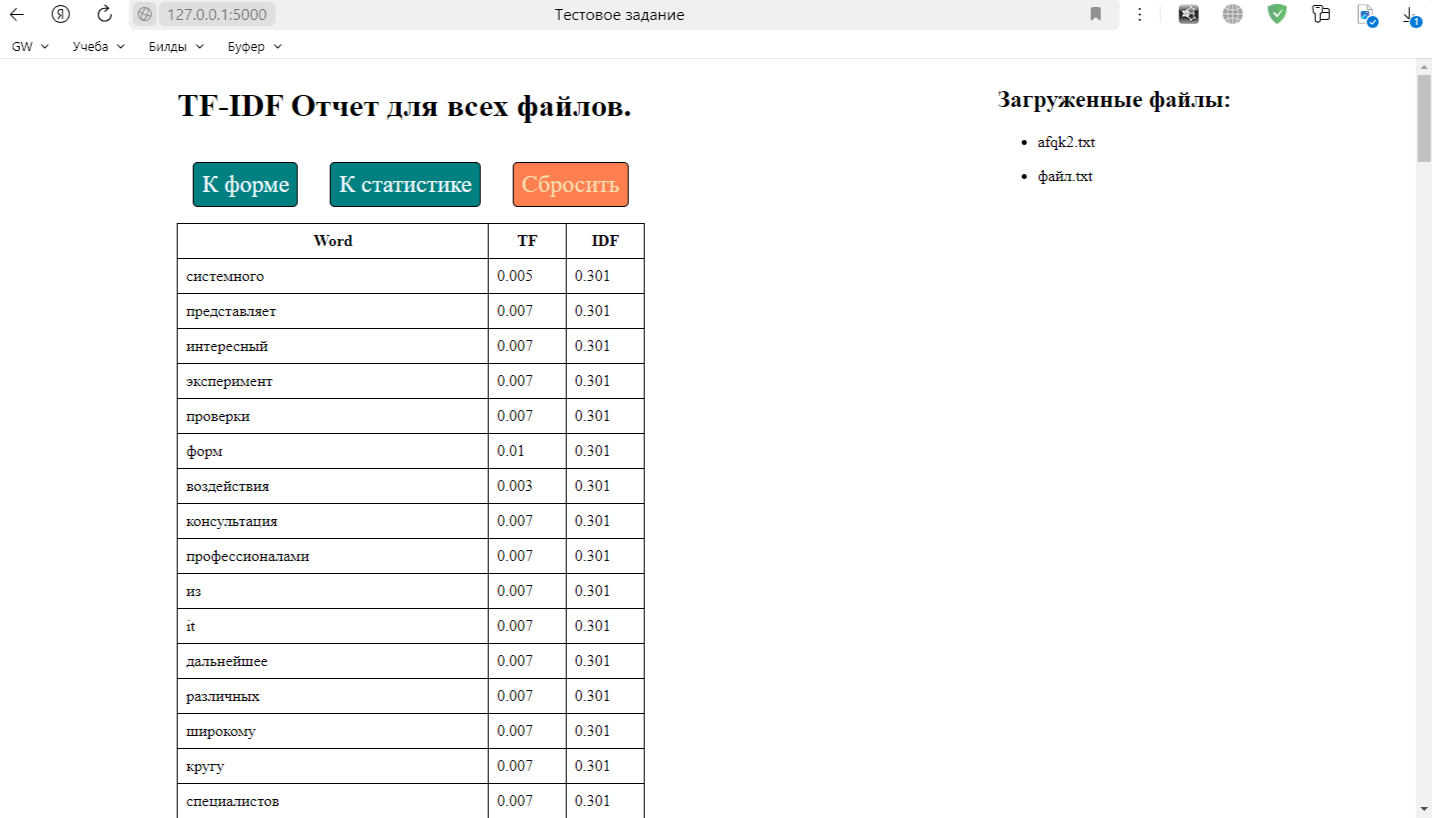 127.0.0.1:5000 Тестовое задание
GW Учеба Билды Буфер
TF-IDF Отчет для всех файлов.
К форме К статистике Сбросить
Word TF IDF
системного 0.005 0.301
представляет 0.007 0.301
интересный 0.007 0.301
эксперимент 0.007 0.301
проверки 0.007 0.301
форм 0.01 0.301
воздействия 0.003 0.301
консультация 0.007 0.301
профессионалами 0.007 0.301
из 0.007 0.301
it 0.007 0.301
дальнейшее 0.007 0.301
различных 0.007 0.301
широкому 0.007 0.301
кругу 0.007 0.301
специалистов 0.007 0.301
Загруженные файлы:
afqk2.txt
файл.txt
Я
1